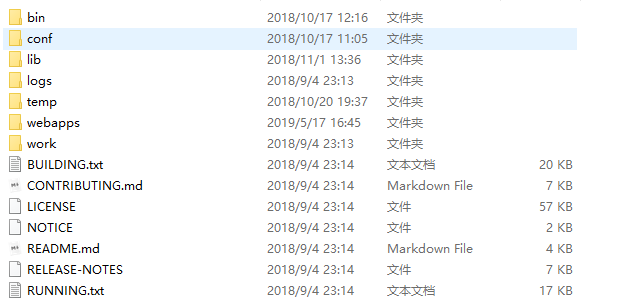 bin 2018/10/17 12:16 文件夹
conf 2018/10/17 11:05 文件夹
lib 2018/11/1 13:36 文件夹
logs 2018/9/4 23:13 文件夹
temp 2018/10/20 19:37 文件夹
webapps 2019/5/17 16:45 文件夹
work 2018/9/4 23:13 文件夹
BUILDING.txt 2018/9/4 23:14 文本文档 20 KB
CONTRIBUTING.md 2018/9/4 23:14 Markdown File 7 KB
LICENSE 2018/9/4 23:14 文件 57 KB
NOTICE 2018/9/4 23:14 文件 2 KB
README.md 2018/9/4 23:14 Markdown File 4 KB
RELEASE-NOTES 2018/9/4 23:14 文件 7 KB
RUNNING.txt 2018/9/4 23:14 文本文档 17 KB